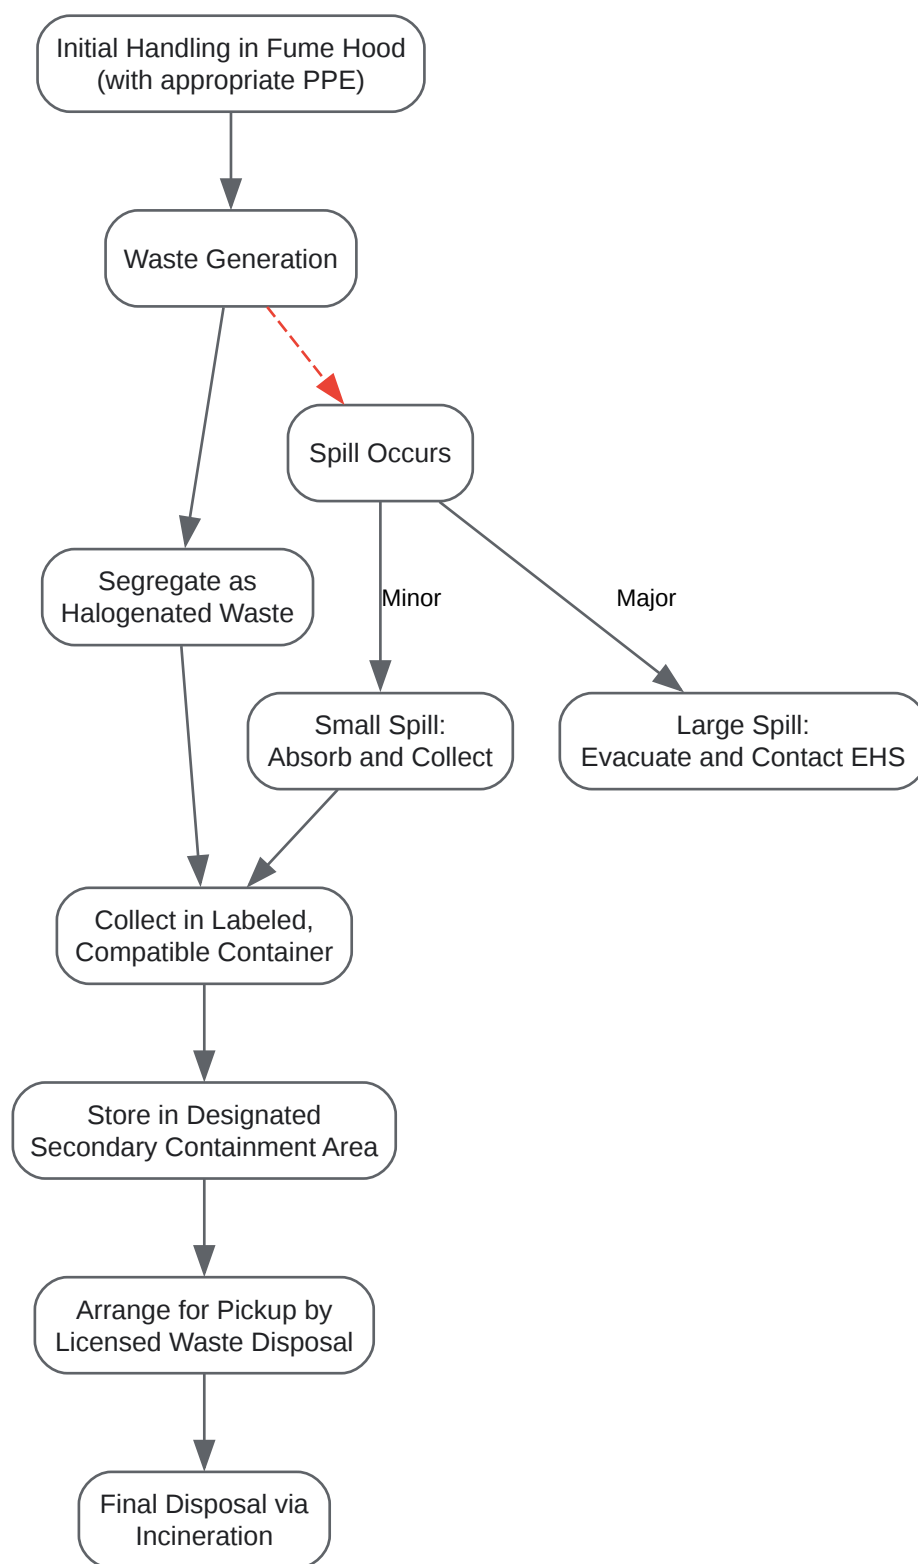 Initial Handling in Fume Hood
(with appropriate PPE)
Waste Generation
Spill Occurs
Segregate as
Halogenated Waste
Minor
Major
Small Spill:
Absorb and Collect
Large Spill:
Evacuate and Contact EHS
Collect in Labeled,
Compatible Container
Store in Designated
Secondary Containment Area
Arrange for Pickup by
Licensed Waste Disposal
Final Disposal via
Incineration